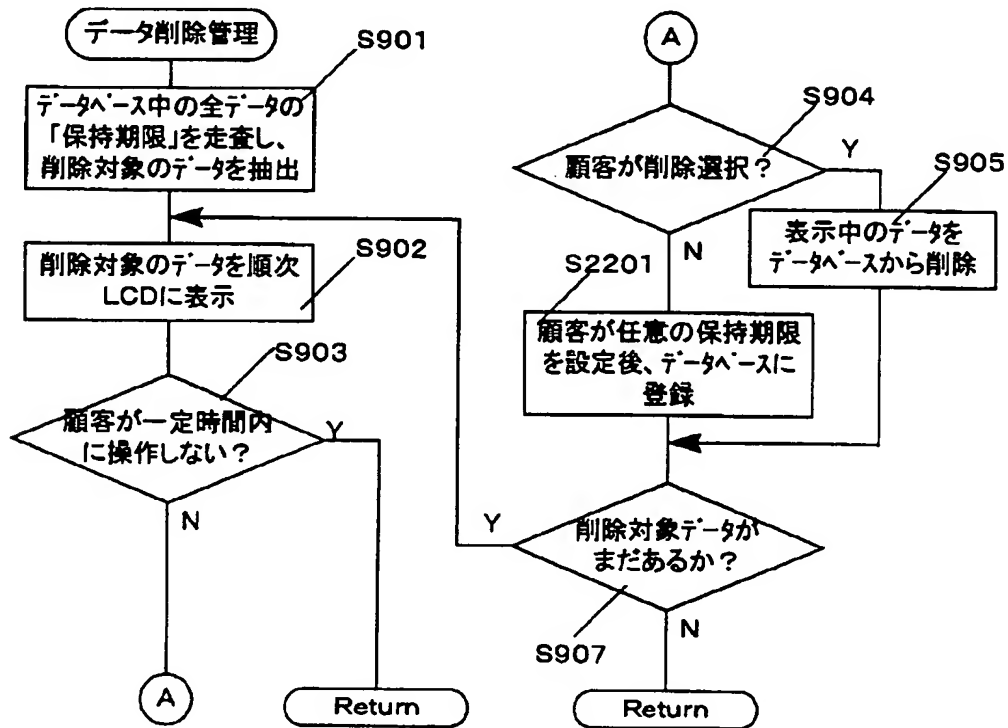 データ削除管理
S901
データベース中の全データの
「保持期限」を走査し、
削除対象のデータを抽出
削除対象のデータを順次
LCDに表示
S902
S903
顧客が一定時間内
に操作しない？
Y
N
A
Return
A
S904
顧客が削除選択？
Y
S905
表示中のデータを
データベースから削除
N
S2201
顧客が任意の保持期限
を設定後、データベースに
登録
Y
削除対象データが
まだあるか？
N
S907
Return